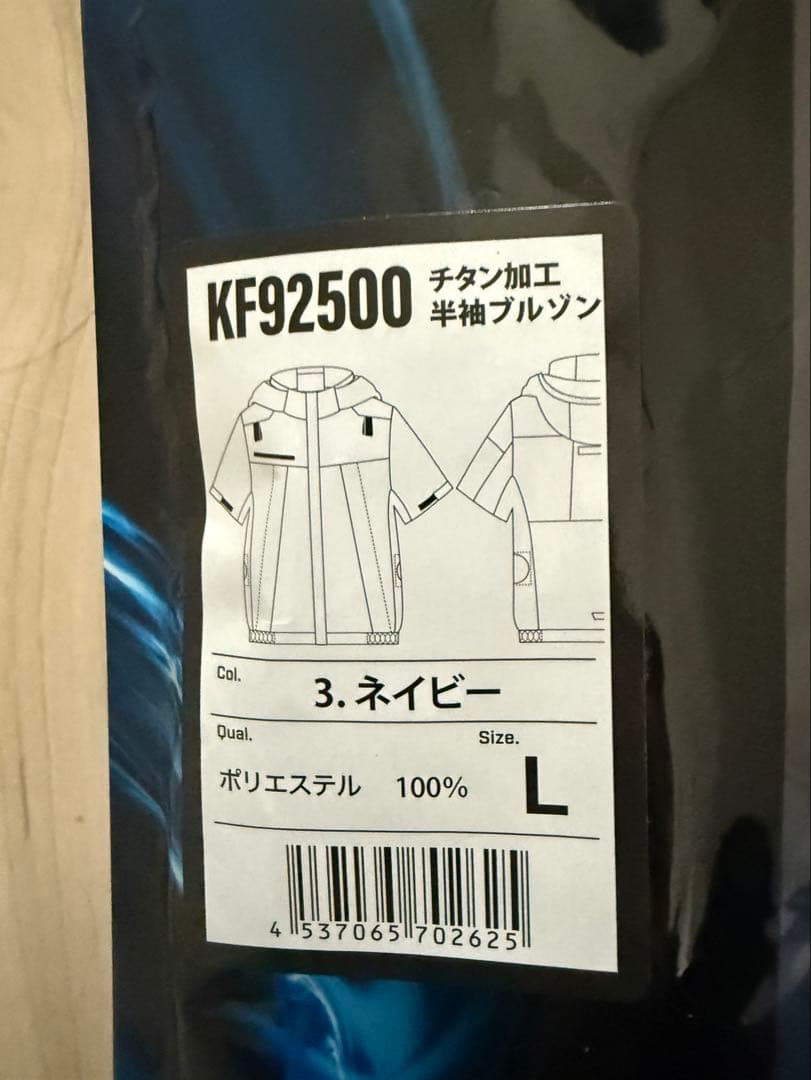 KF92500
チタン加工
半袖ブルゾン
Col.
3. ネイビー
Qual.
Size.
ポリエステル 100%
L
4 537065 702625